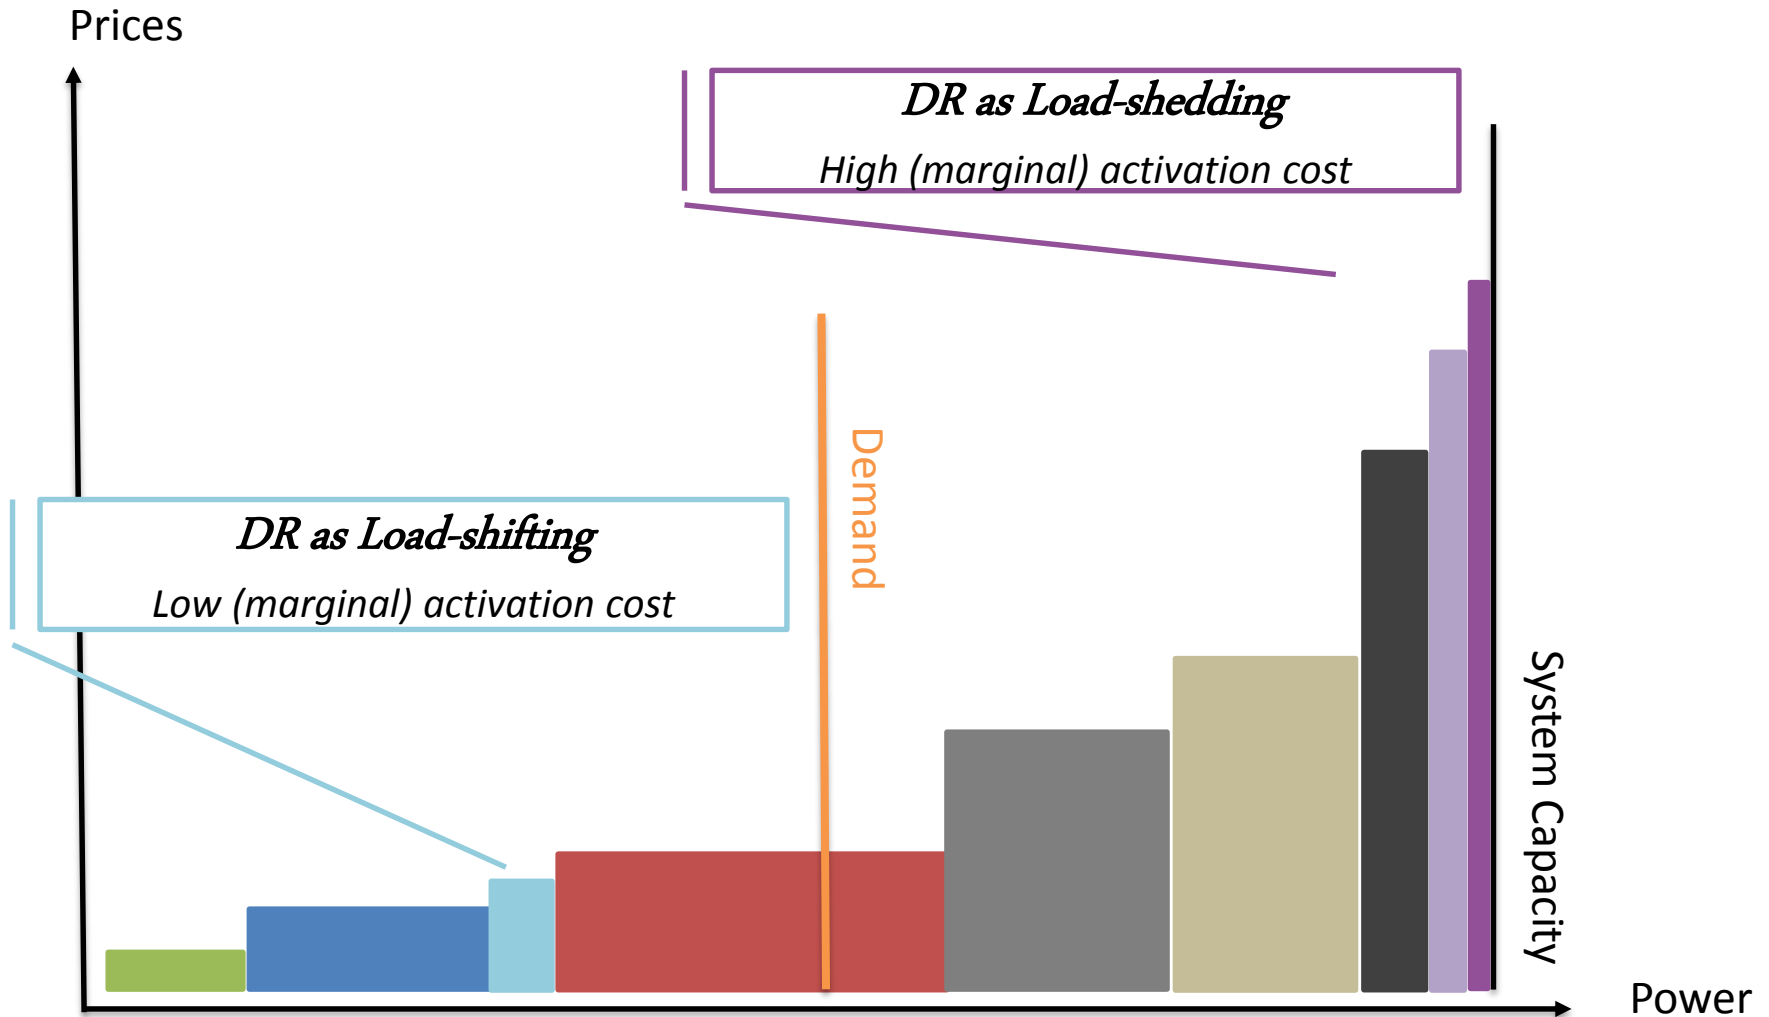 Prices
DR as Load-shedding
High (marginal) activation cost
Demand
DR as Load-shifting
Low (marginal) activation cost
System Capacity
Power